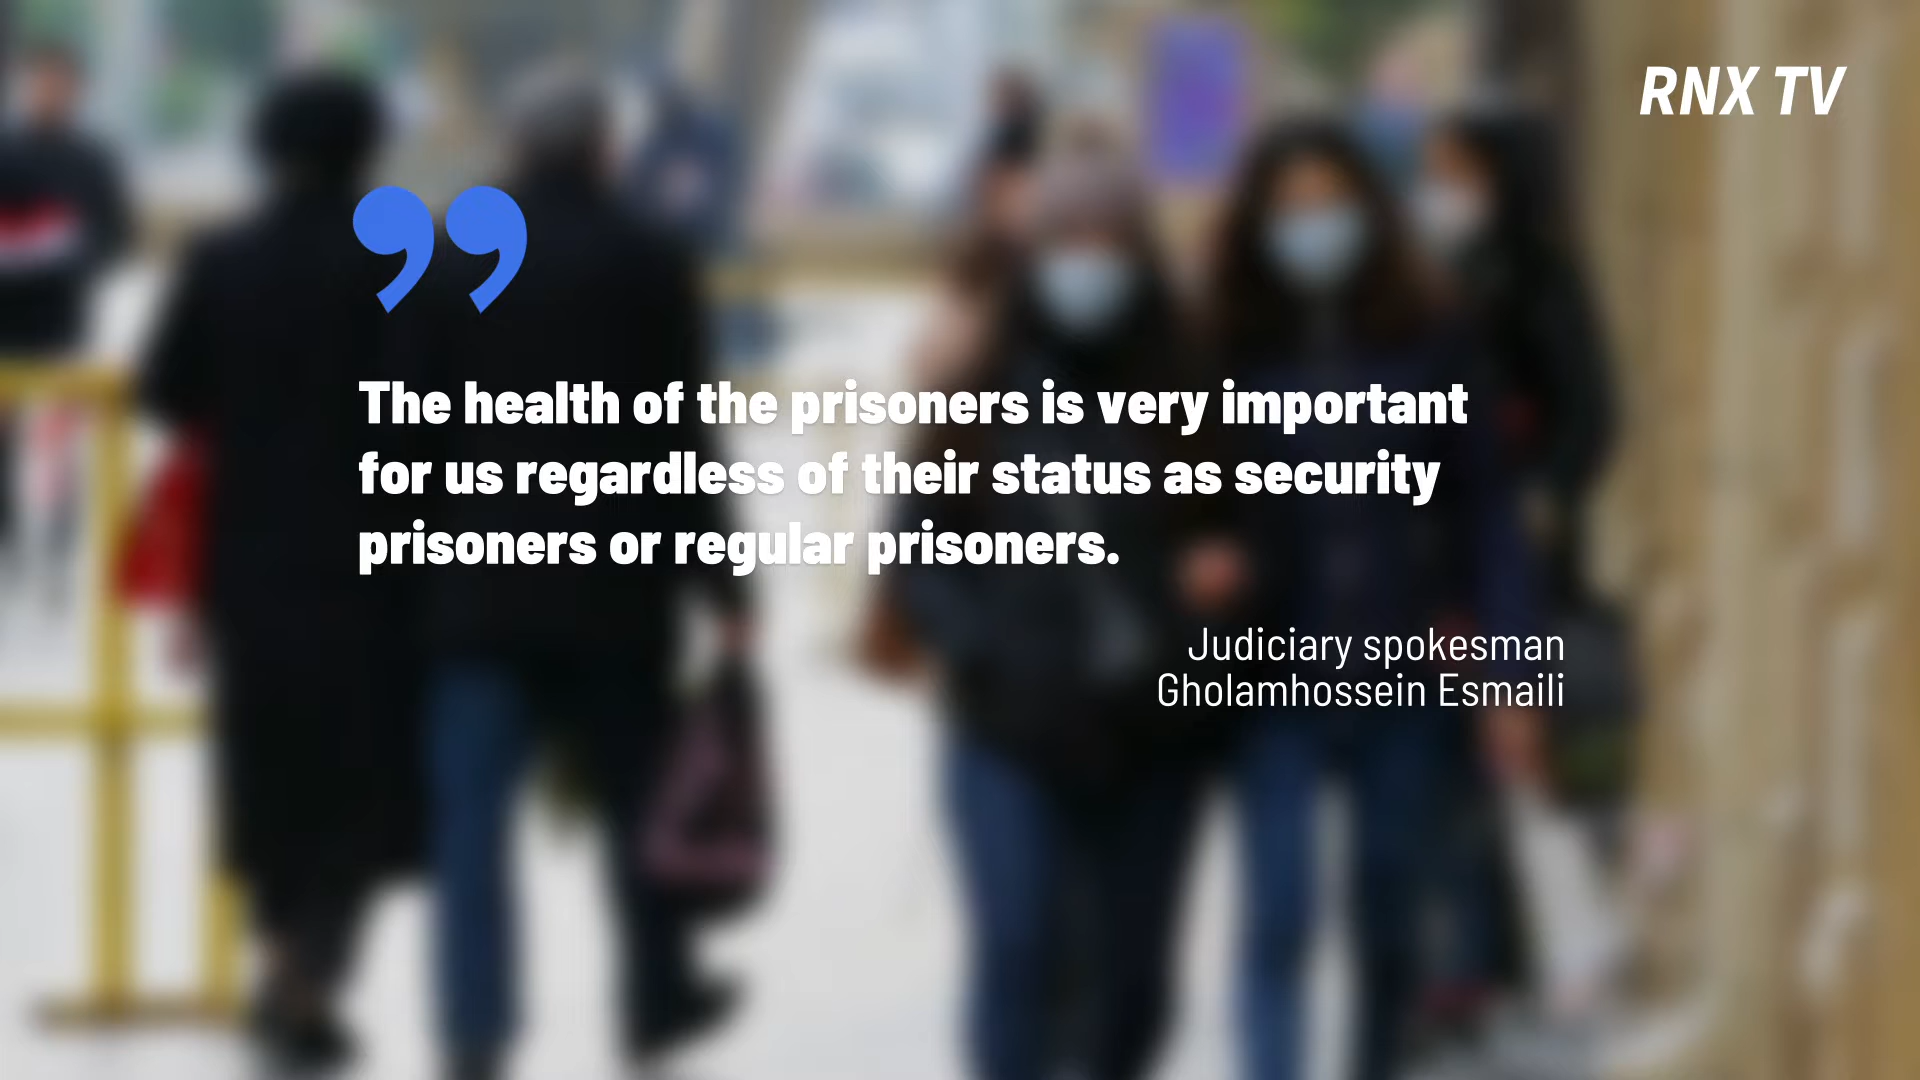 RNX TV
”
The health of the prisoners is very important
for us regardless of their status as security
prisoners or regular prisoners.
Judiciary spokesman
Gholamhossein Esmaili